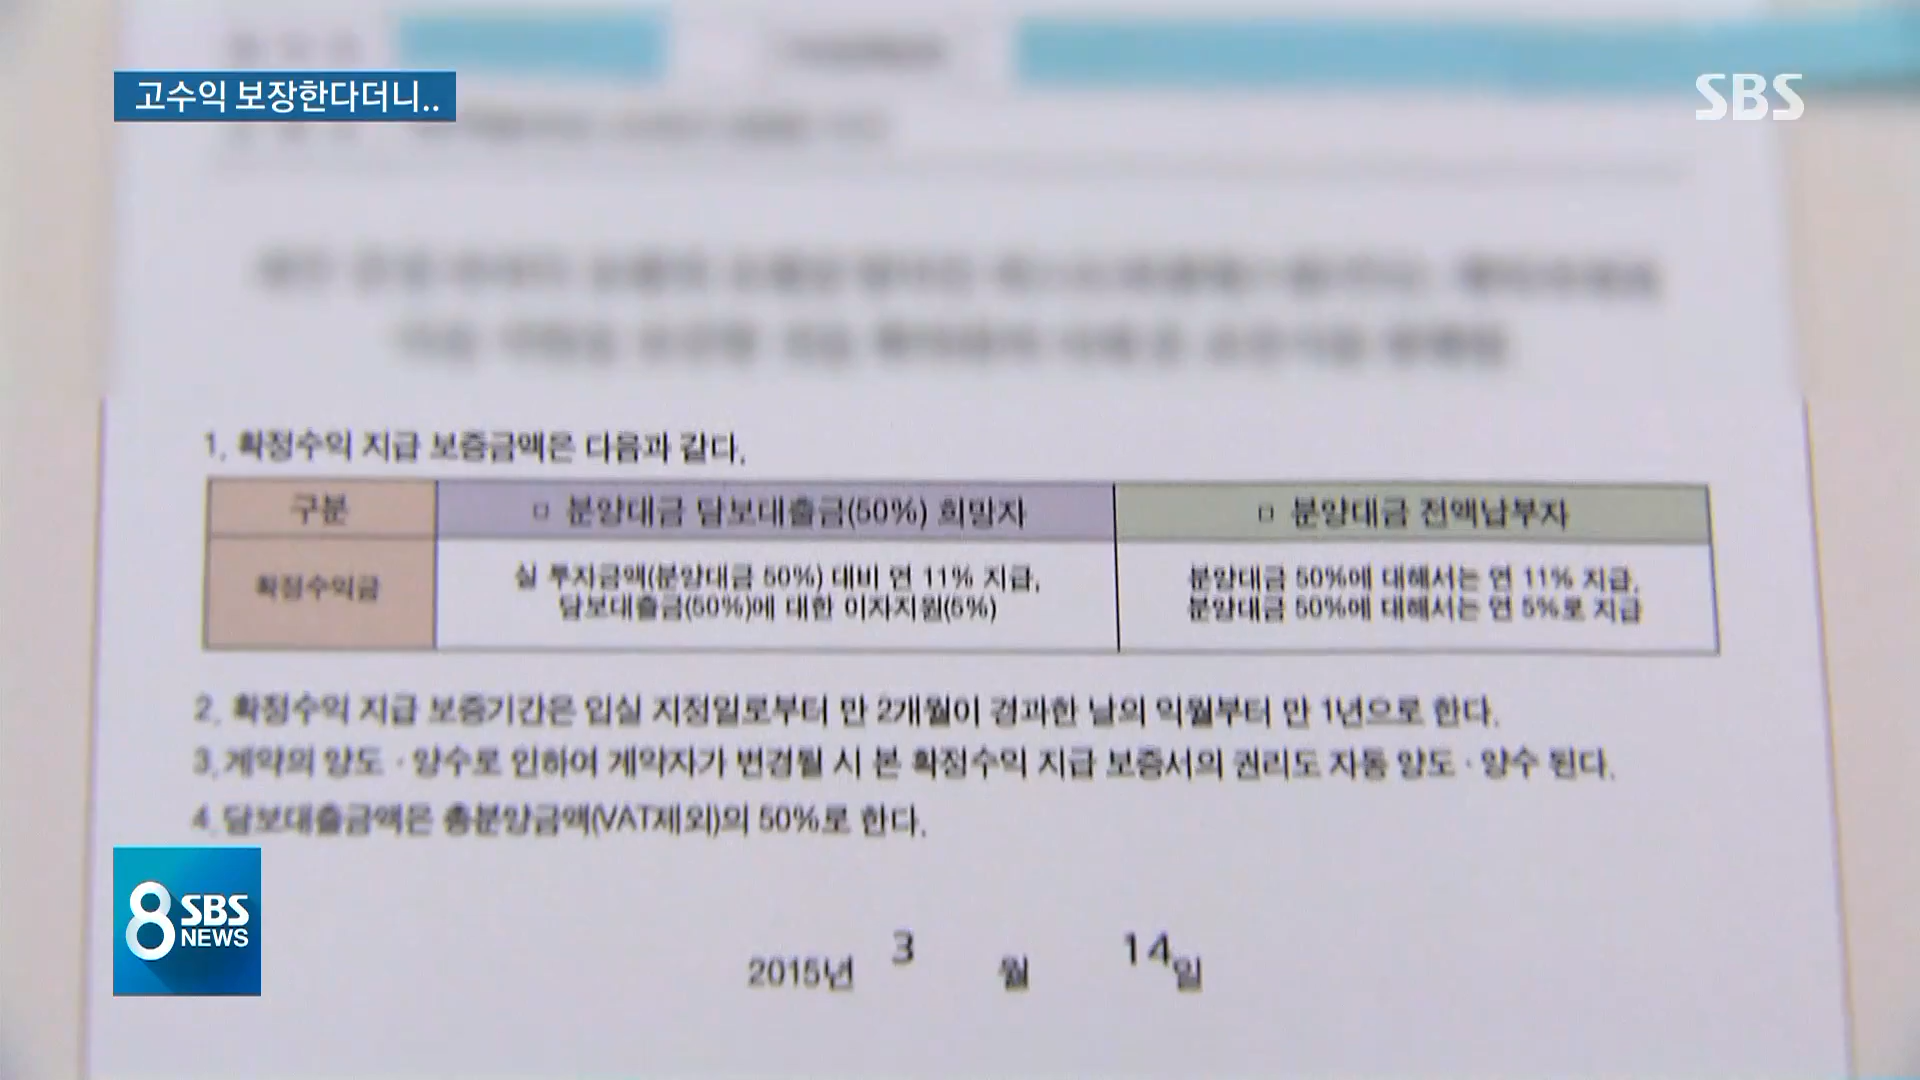 고수익 보장한다더니..
SBS
1. 확정수익 지급 보증금액은 다음과 같다.
구분
□ 분양대금 담보대출금(50%) 희망자
□ 분양대금 전액납부자
확정수익금
실 투자금액(분양대금 50%) 대비 연 11% 지급,
담보대출금(50%)에 대한 이자지원(5%)
분양대금 50%에 대해서는 연 11% 지급,
분양대금 50%에 대해서는 연 5%로 지급
2. 확정수익 지급 보증기간은 입실 지정일로부터 만 2개월이 경과한 날의 익월부터 만 1년으로 한다.
3. 계약의 양도·양수로 인하여 계약자가 변경될 시 본 확정수익 지급 보증서의 권리도 자동 양도·양수 된다.
4. 담보대출금액은 총분양금액(VAT제외)의 50%로 한다.
2015년 3 월 14일
8 SBS
NEWS